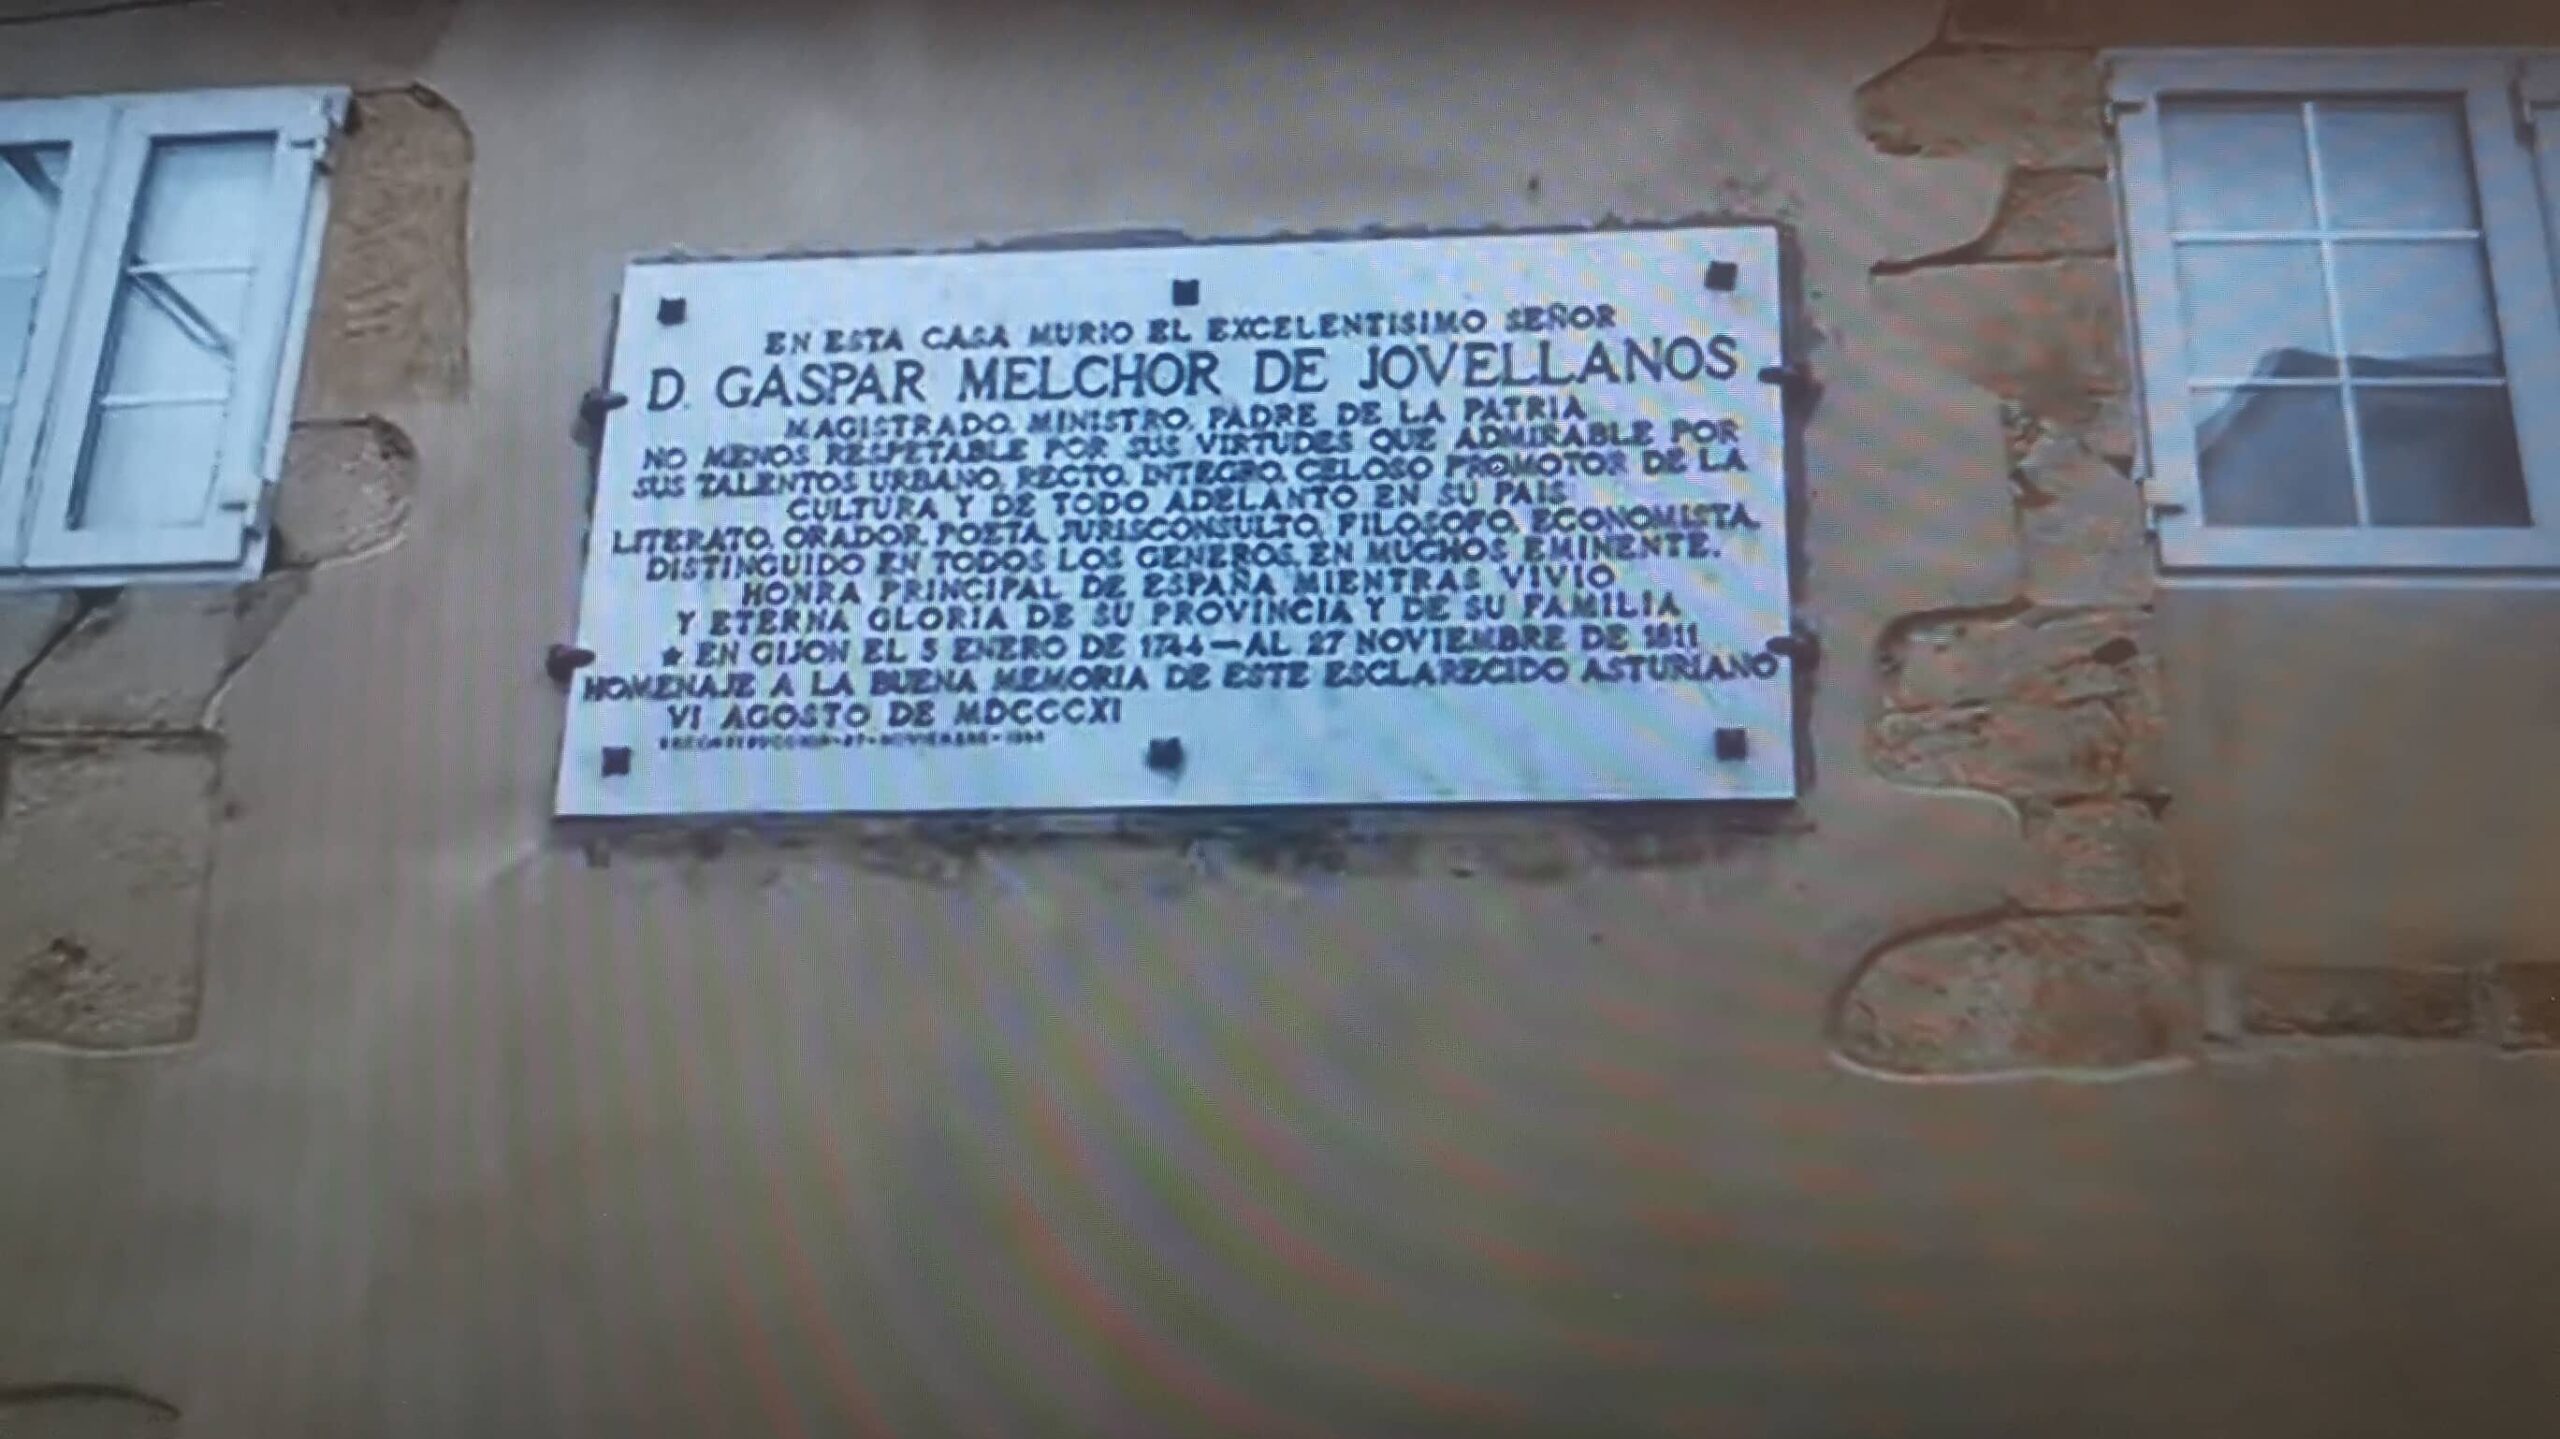 EN ESTA CASA MURIO EL EXCELENTISIMO SEÑOR
D. GASPAR MELCHOR DE JOVELLANOS
MAGISTRADO, MINISTRO, PADRE DE LA PATRIA
NO MENOS RESPETABLE POR SUS VIRTUDES QUE ADMIRABLE POR
SUS TALENTOS URBANO, RECTO, INTEGRO, CELOSO PROMOTOR DE LA
CULTURA Y DE TODO ADELANTO EN SU PAIS
LITERATO, ORADOR, POETA, JURISCONSULTO, FILOSOFO, ECONOMISTA.
DISTINGUIDO EN TODOS LOS GENEROS, EN MUCHOS EMINENTE.
HONRA PRINCIPAL DE ESPAÑA MIENTRAS VIVIO
Y ETERNA GLORIA DE SU PROVINCIA Y DE SU FAMILIA
★ EN GIJON EL 5 ENERO DE 1744 — AL 27 NOVIEMBRE DE 1811
HOMENAJE A LA BUENA MEMORIA DE ESTE ESCLARECIDO ASTURIANO
VI AGOSTO DE MDCCCXI
NOVIEMBRE